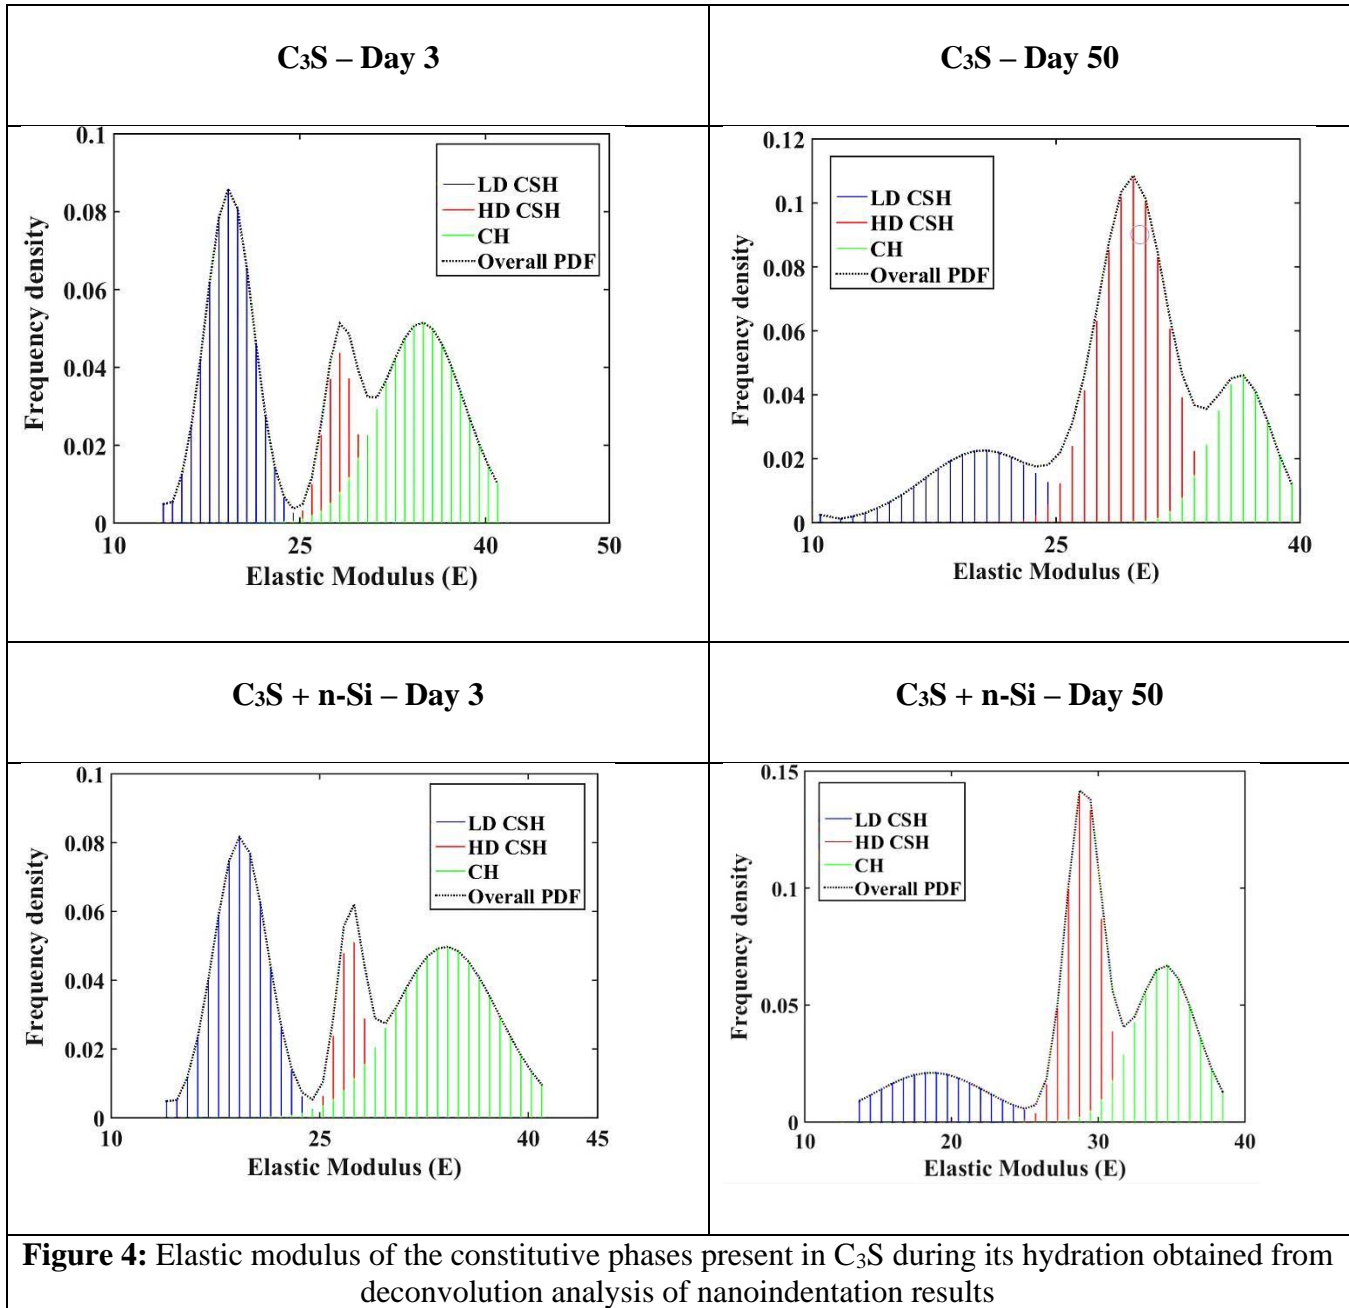 C₃S – Day 3
C₃S – Day 50
0.1
0.08
0.06
0.04
0.02
0
Frequency density
LD CSH
HD CSH
CH
Overall PDF
10
25
40
50
Elastic Modulus (E)
0.12
0.1
0.08
0.06
0.04
0.02
0
Frequency density
LD CSH
HD CSH
CH
Overall PDF
10
25
40
Elastic Modulus (E)
C₃S + n-Si – Day 3
C₃S + n-Si – Day 50
0.1
0.08
0.06
0.04
0.02
0
Frequency density
LD CSH
HD CSH
CH
Overall PDF
10
25
40
45
Elastic Modulus (E)
0.15
0.1
0.05
0
Frequency density
LD CSH
HD CSH
CH
Overall PDF
10
20
30
40
Elastic Modulus (E)
Figure 4: Elastic modulus of the constitutive phases present in C₃S during its hydration obtained from
deconvolution analysis of nanoindentation results